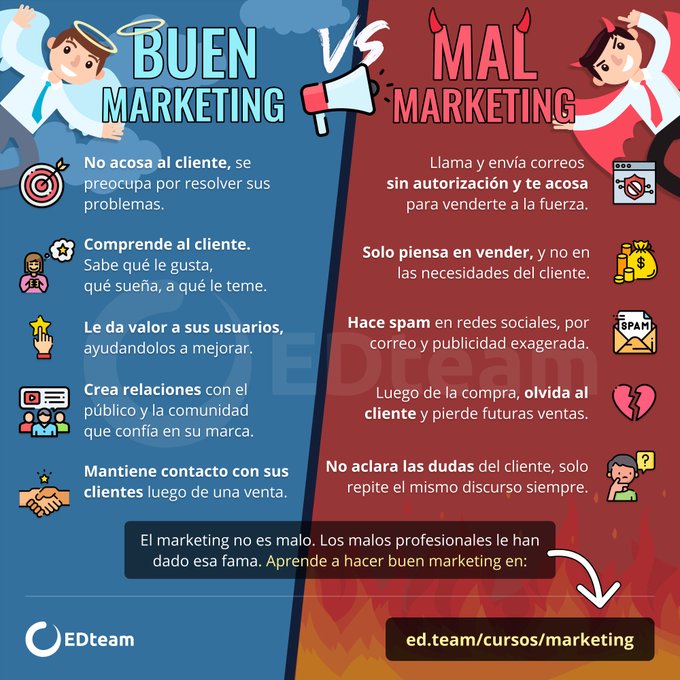 BUEN
MARKETING
VS
MAL
MARKETING
No acosa al cliente, se
preocupa por resolver sus
problemas.
Comprende al cliente.
Sabe qué le gusta,
qué sueña, a qué le teme.
Le da valor a sus usuarios,
ayudandolos a mejorar.
Crea relaciones con el
público y la comunidad
que confía en su marca.
Mantiene contacto con sus
clientes luego de una venta.
Llama y envía correos
sin autorización y te acosa
para venderte a la fuerza.
Solo piensa en vender, y no en
las necesidades del cliente.
Hace spam en redes sociales, por
correo y publicidad exagerada.
SPAM
Luego de la compra, olvida al
cliente y pierde futuras ventas.
No aclara las dudas del cliente, solo
repite el mismo discurso siempre.
EDteam
El marketing no es malo. Los malos profesionales le han
dado esa fama. Aprende a hacer buen marketing en:
EDteam
ed.team/cursos/marketing